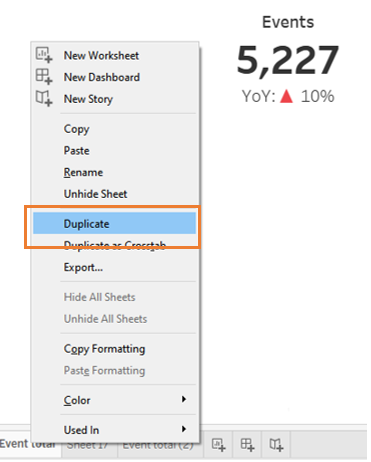 Events
5,227
YoY: ▲ 10%
New Worksheet
New Dashboard
New Story
Copy
Paste
Rename
Unhide Sheet
Duplicate
Duplicate as Crosstab
Export...
Hide All Sheets
Unhide All Sheets
Copy Formatting
Paste Formatting
Color
Used In
Event total Sheet 17 Event total (2)